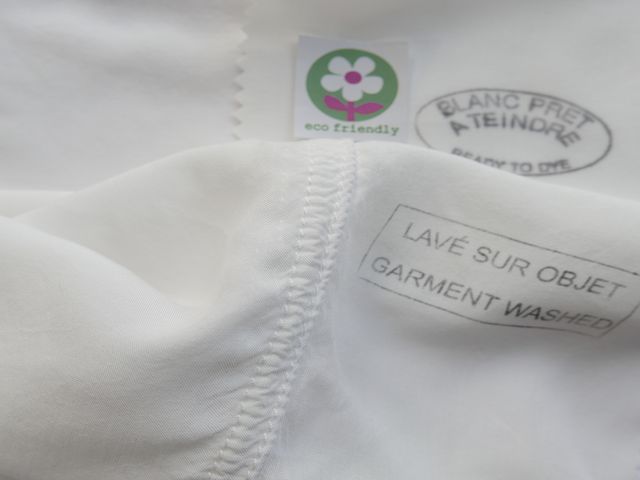 eco friendly
BLANC PRET
A TEINDRE
READY TO DYE
LAVÉ SUR OBJET
GARMENT WASHED